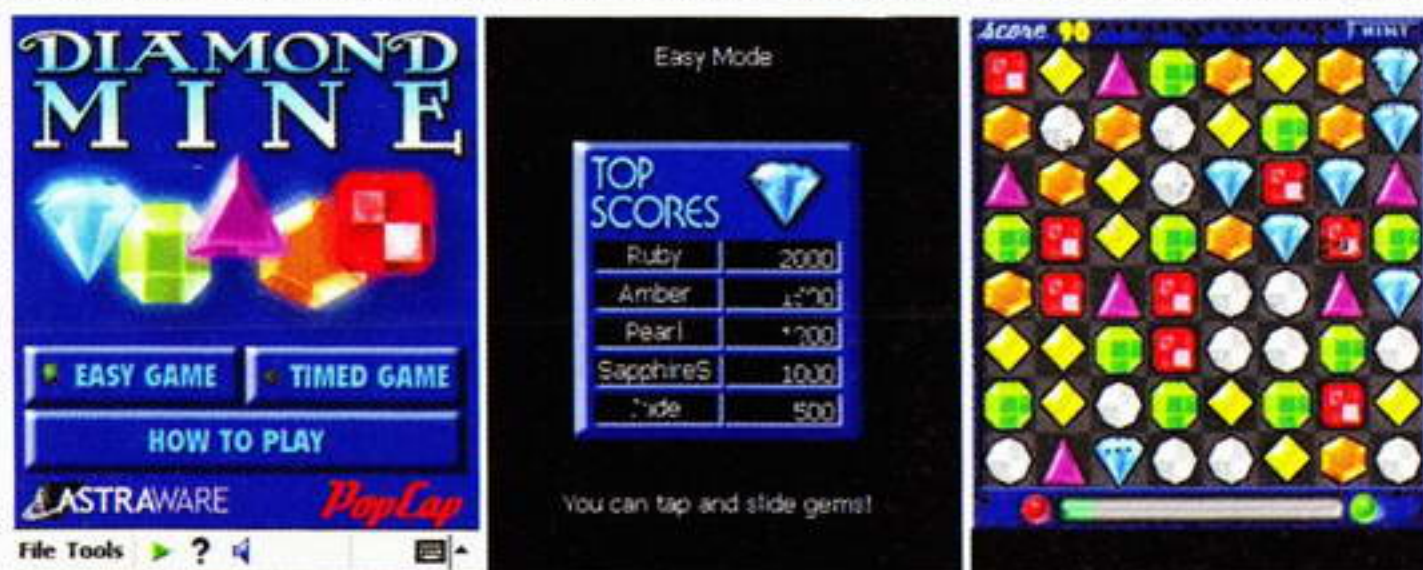 DIAMOND
MINE
EASY GAME
TIMED GAME
HOW TO PLAY
ASTRAWARE
PopCap
File Tools ?
Easy Mode
TOP
SCORES
Ruby 2000
Amber
Pearl
SapphireS 1000
500
You can tap and slide gems!
Score 90